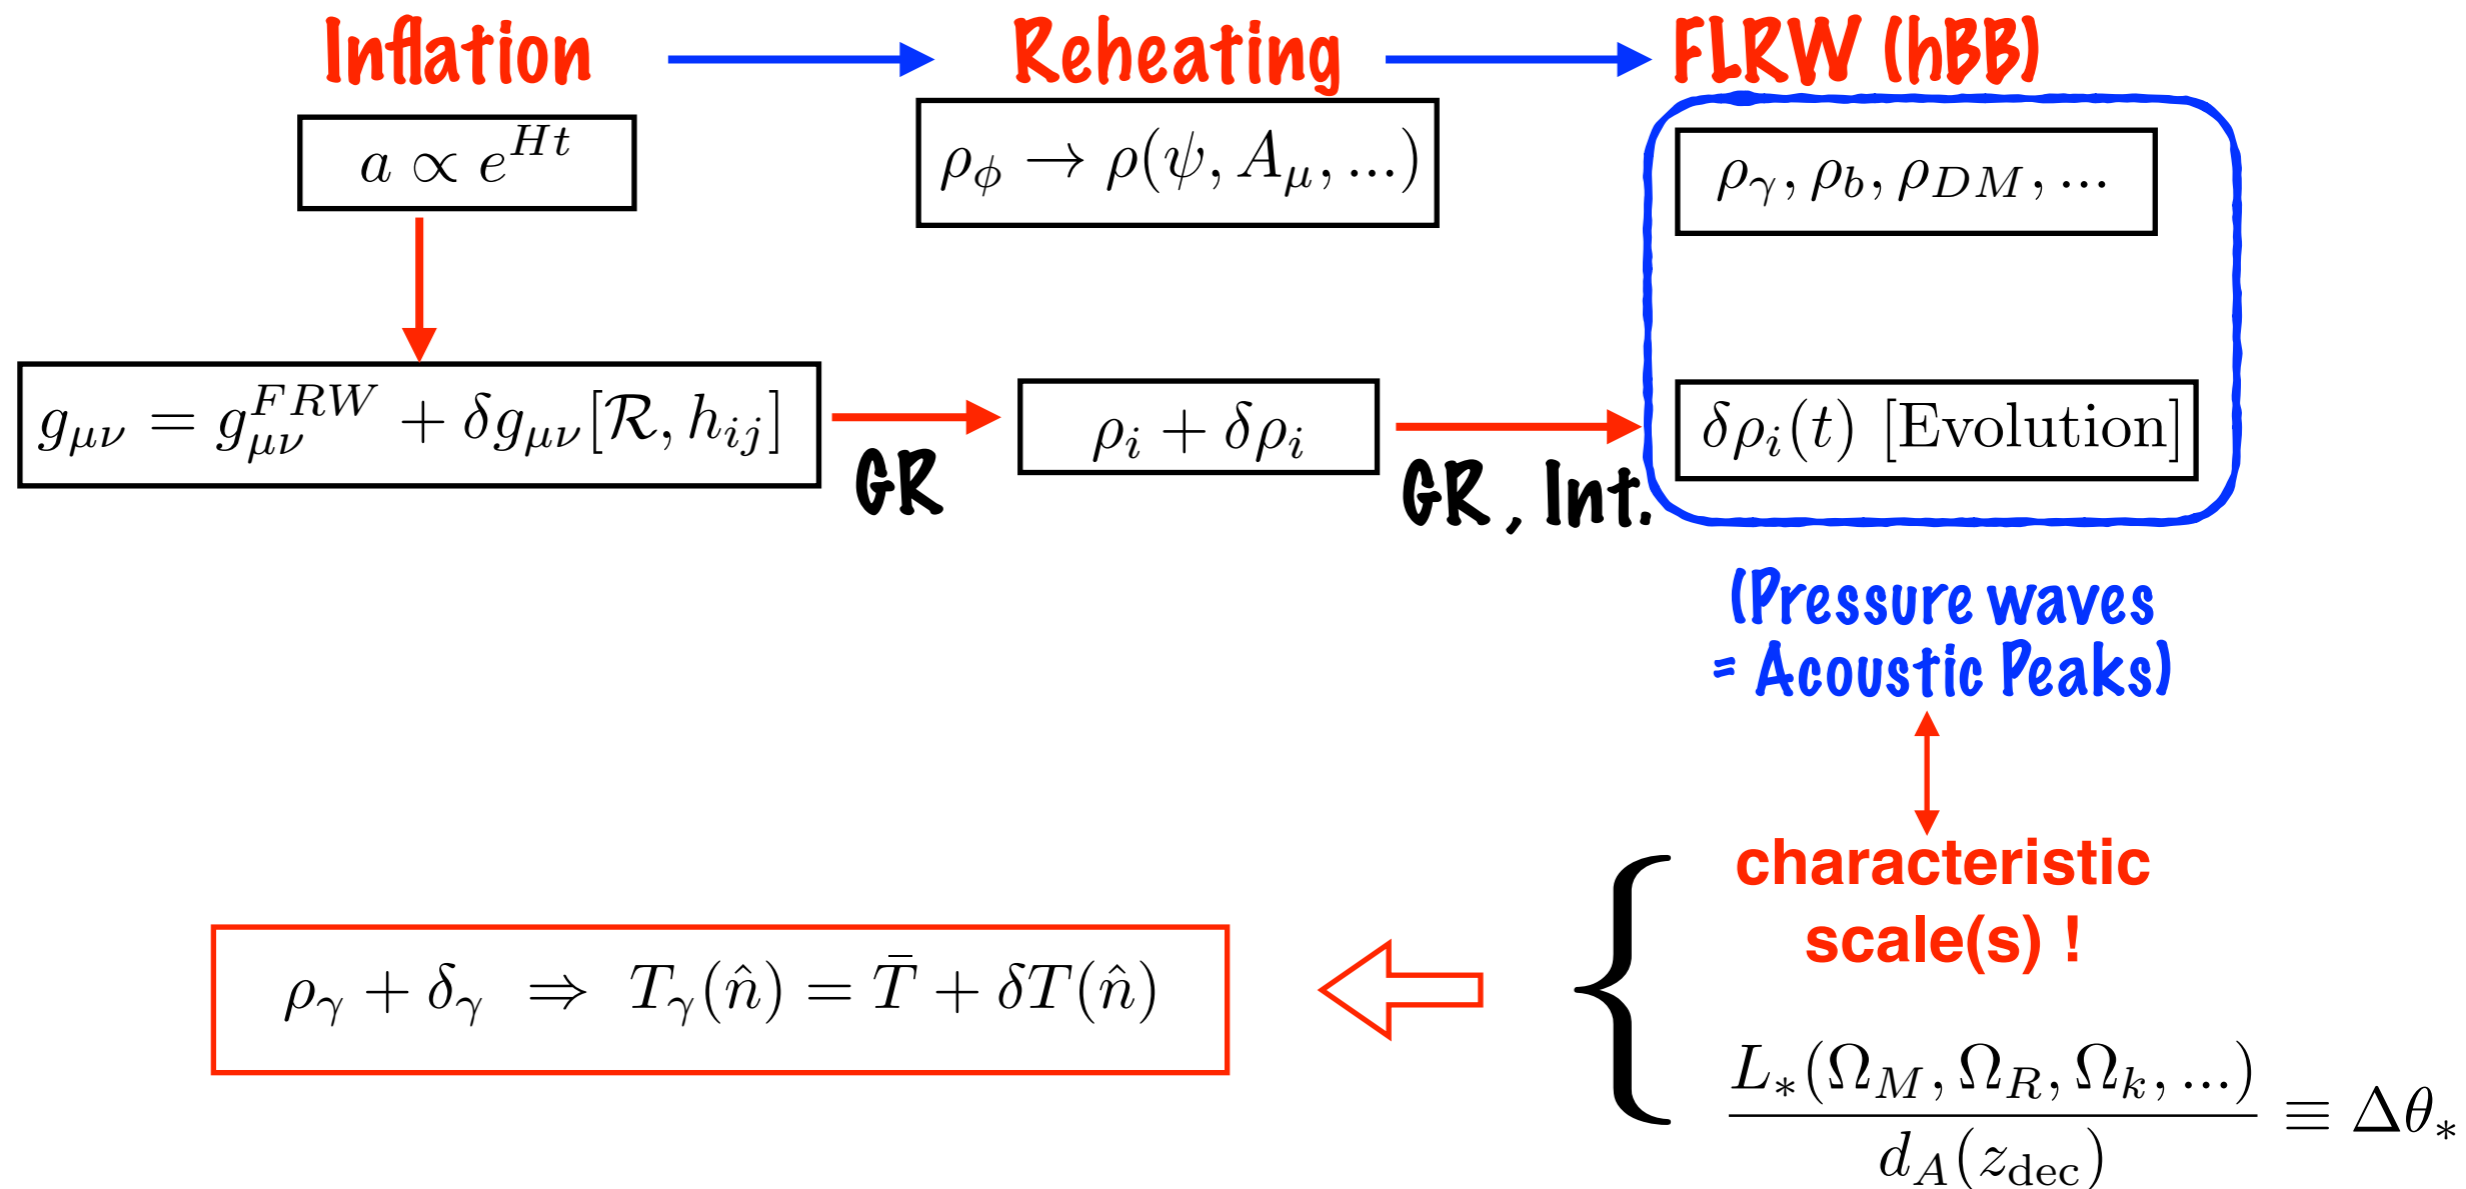 Inflation Reheating FLRW (hBB)
a ∝ e^{Ht}
ρ_ϕ → ρ(ψ, A_μ, ...)
ρ_γ, ρ_b, ρ_{DM}, ...
g_{μν} = g_{μν}^{FRW} + δg_{μν}[ℛ, h_{ij}]
ρ_i + δρ_i
δρ_i(t) [Evolution]
GR
GR , Int.
(Pressure waves
= Acoustic Peaks)
characteristic
scale(s) !
ρ_γ + δ_γ ⇒ T_γ(n̂) = T̄ + δT(n̂)
L_*(Ω_M, Ω_R, Ω_k, ...)
≡ Δθ_*
d_A(z_{dec})